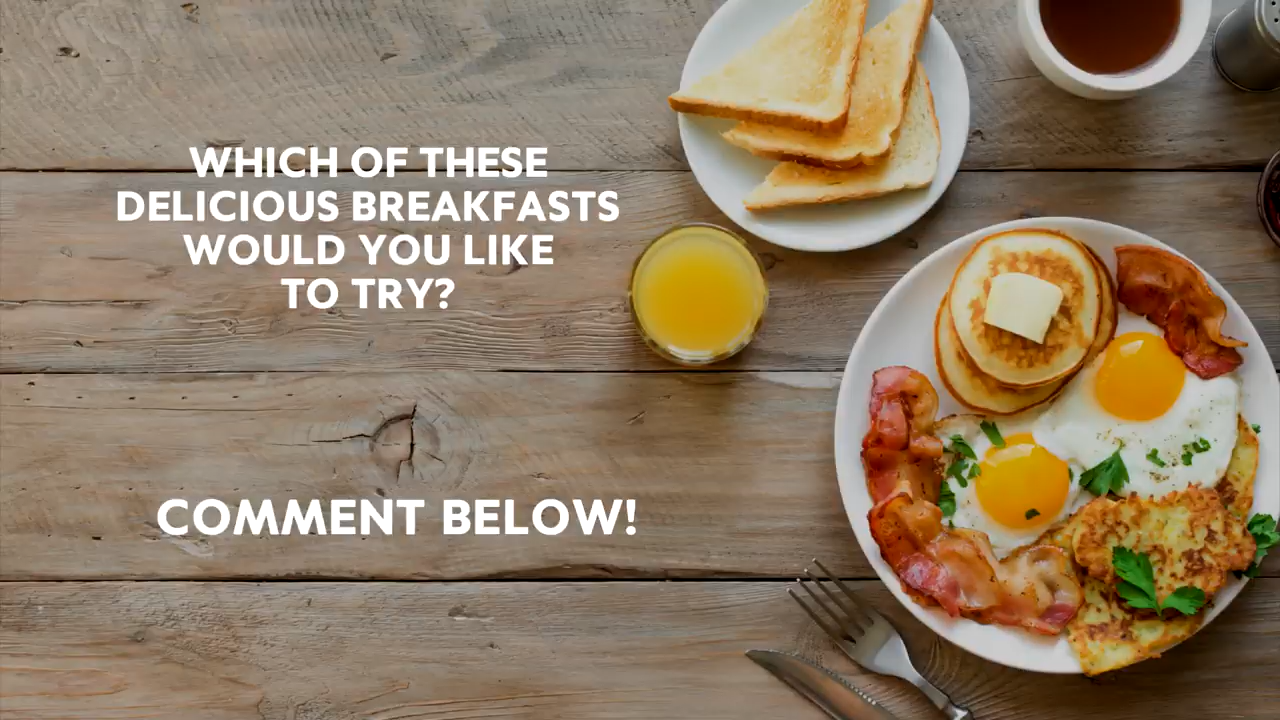 WHICH OF THESE
DELICIOUS BREAKFASTS
WOULD YOU LIKE
TO TRY?
COMMENT BELOW!